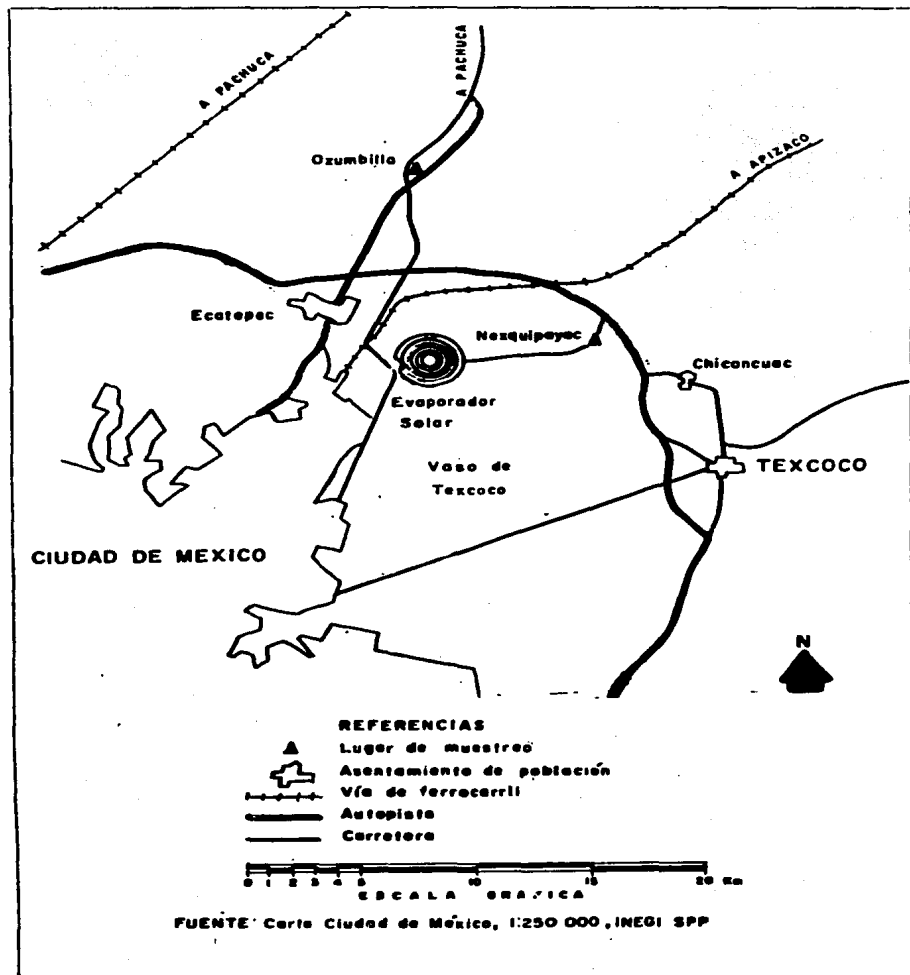 A PACHUCA
A PACHUCA
Ozumbilla
A APIZACO
Ecatepec
Nezquipayac
Chiconcuac
Evaporador
Solar
Vaso de
Texcoco
TEXCOCO
CIUDAD DE MEXICO
N
REFERENCIAS
Lugar de muestreo
Asentamiento de población
Vía de ferrocarril
Autopista
Carretera
0 1 2 3 4 5 10 15 20 Km
ESCALA GRAFICA
FUENTE: Carta Ciudad de México, 1:250 000, INEGI SPP